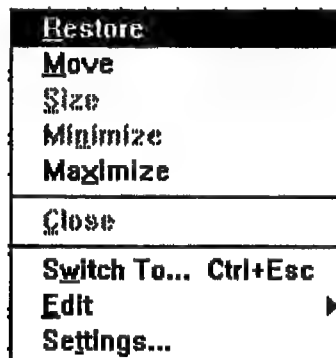 Restore
Move
Size
Minimize
Maximize
Close
Switch To... Ctrl+Esc
Edit
Settings...